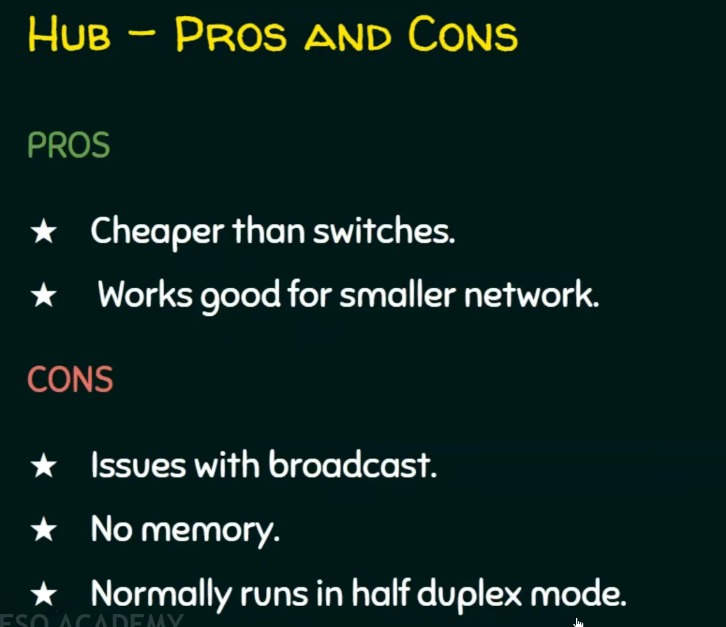 Hub – Pros and Cons
PROS
★ Cheaper than switches.
★ Works good for smaller network.
CONS
★ Issues with broadcast.
★ No memory.
★ Normally runs in half duplex mode.
ESO ACADEMY